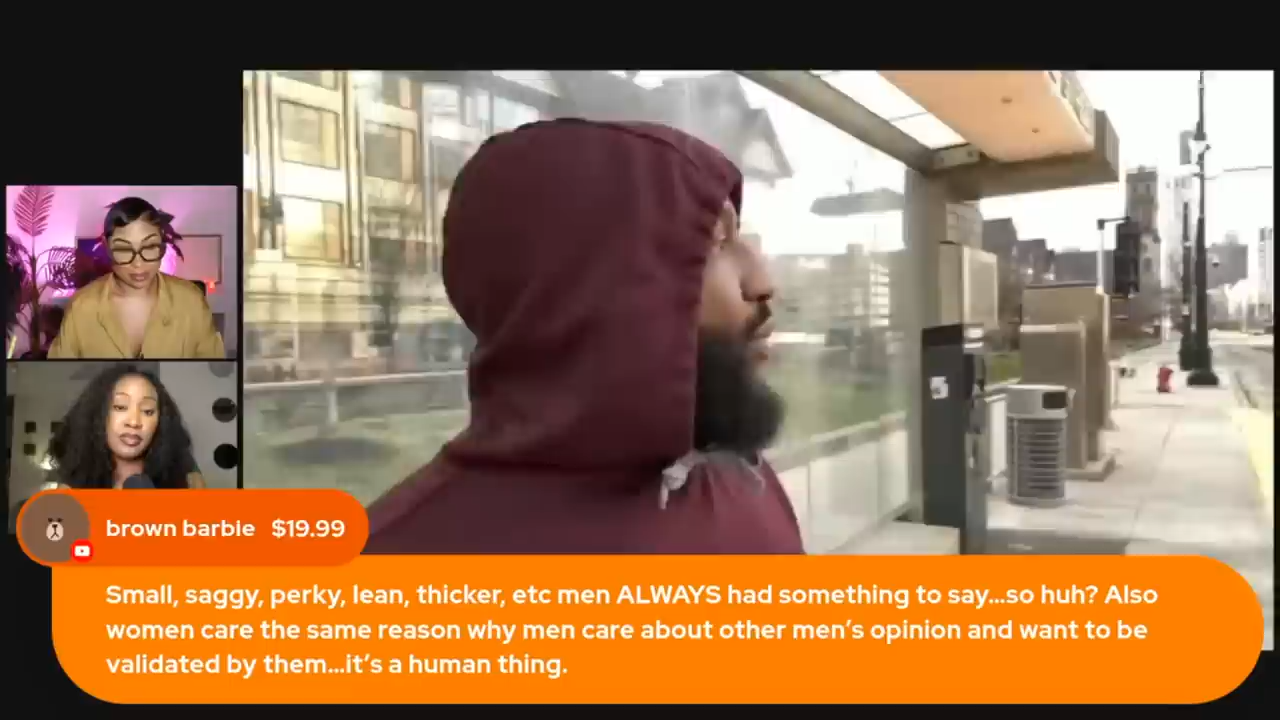 brown barbie $19.99
Small, saggy, perky, lean, thicker, etc men ALWAYS had something to say...so huh? Also
women care the same reason why men care about other men's opinion and want to be
validated by them...it's a human thing.